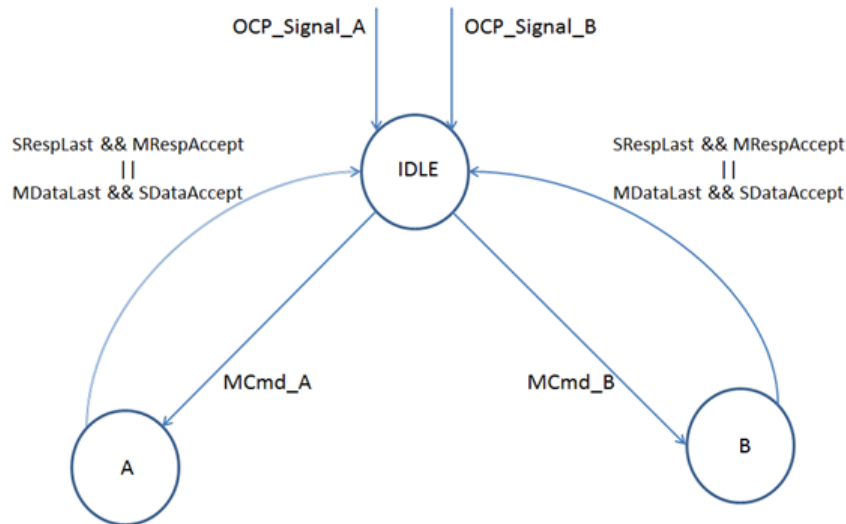 OCP_Signal_A
OCP_Signal_B
SRespLast && MRespAccept
||
MDataLast && SDataAccept
IDLE
SRespLast && MRespAccept
||
MDataLast && SDataAccept
MCmd_A
MCmd_B
A
B